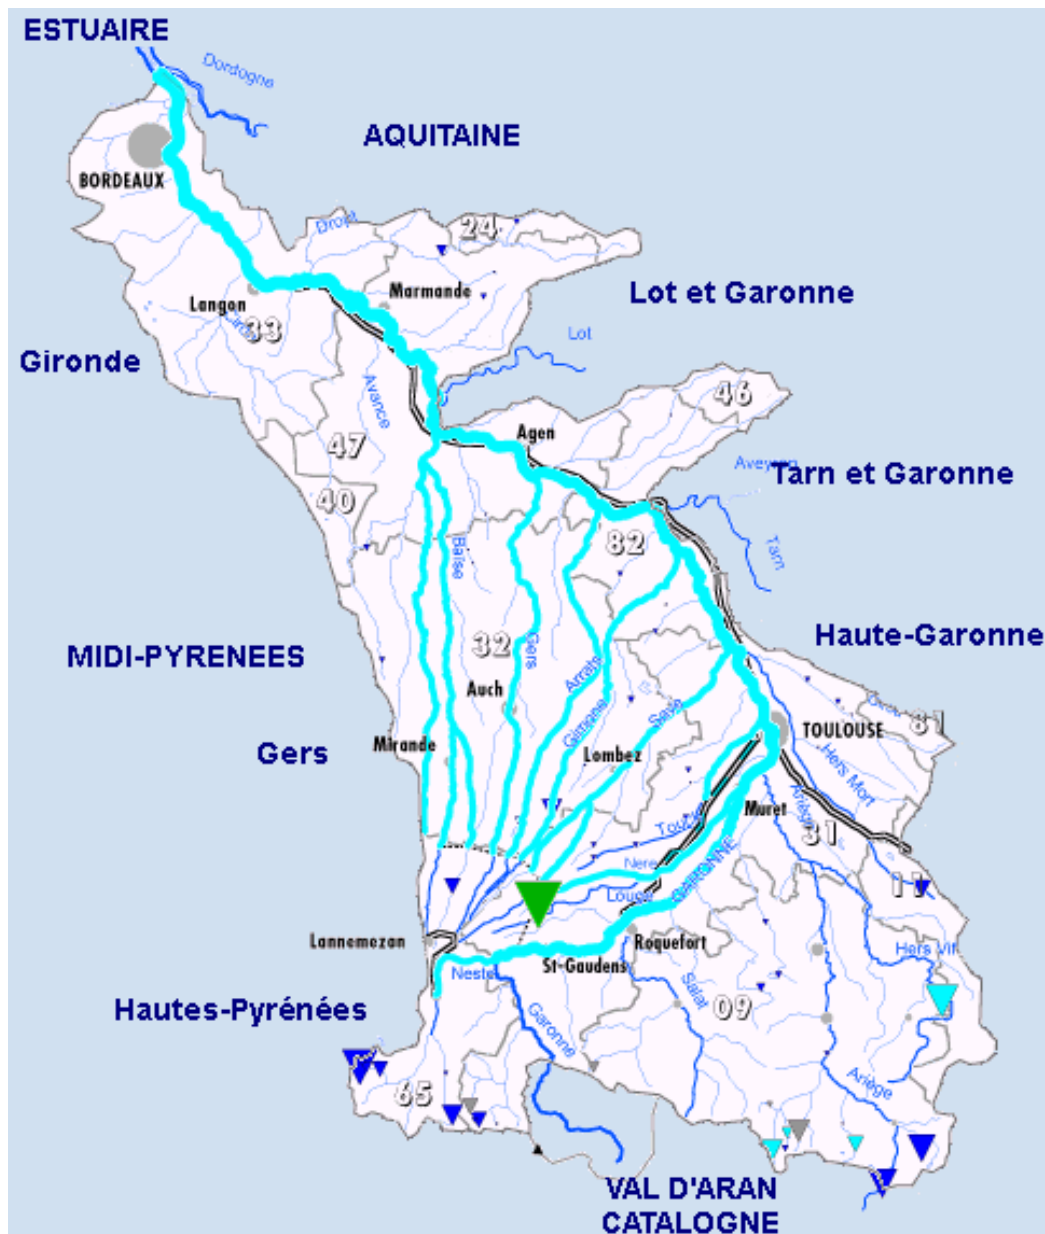 ESTUAIRE
Dordogne
AQUITAINE
BORDEAUX
Dropt
24
Langon
Marmande
Lot et Garonne
Ciron
33
Lot
Gironde
Avance
46
47
Agen
Aveyron
Tarn et Garonne
40
82
Tarn
Baïse
Haute-Garonne
MIDI-PYRENEES
32
Gers
Arrats
Auch
Gimone
Save
81
Gers
Mirande
Lombez
TOULOUSE
Hers Mort
Ariège
Touch
Muret
31
Nere
GARONNE
11
Louge
Lannemezan
Roquefort
Hers Vif
Neste
St-Gaudens
Salat
09
Hautes-Pyrénées
Garonne
65
Ariège
VAL D'ARAN
CATALOGNE